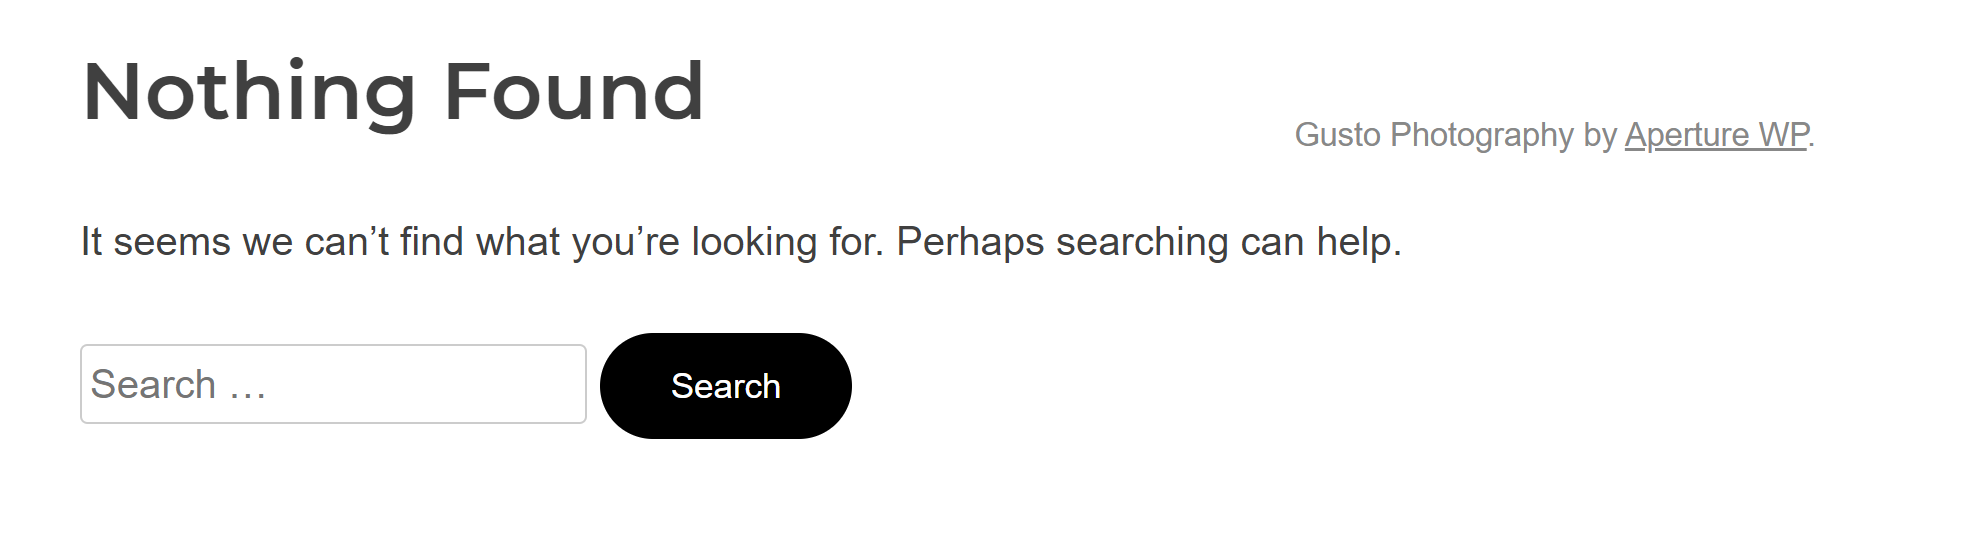 Nothing Found
Gusto Photography by Aperture WP.
It seems we can’t find what you’re looking for. Perhaps searching can help.
Search …
Search